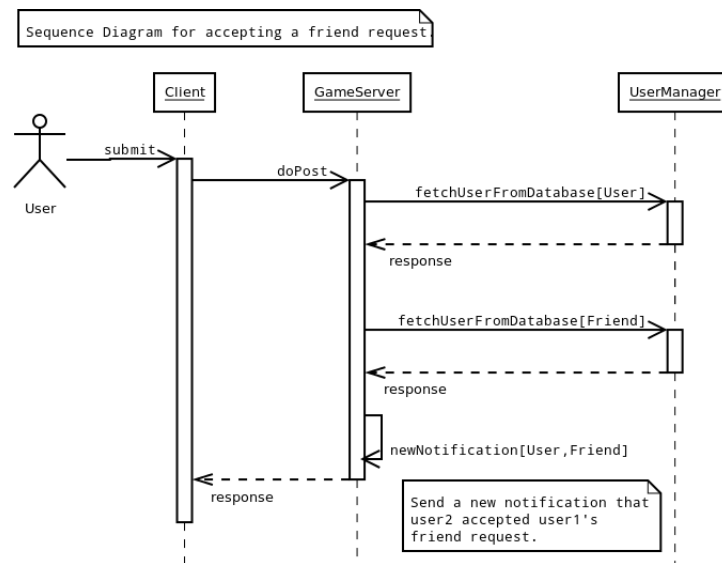 Sequence Diagram for accepting a friend request.
Client
GameServer
UserManager
submit
doPost
fetchUserFromDatabase[User]
User
response
fetchUserFromDatabase[Friend]
response
newNotification[User,Friend]
response
Send a new notification that
user2 accepted user1's
friend request.